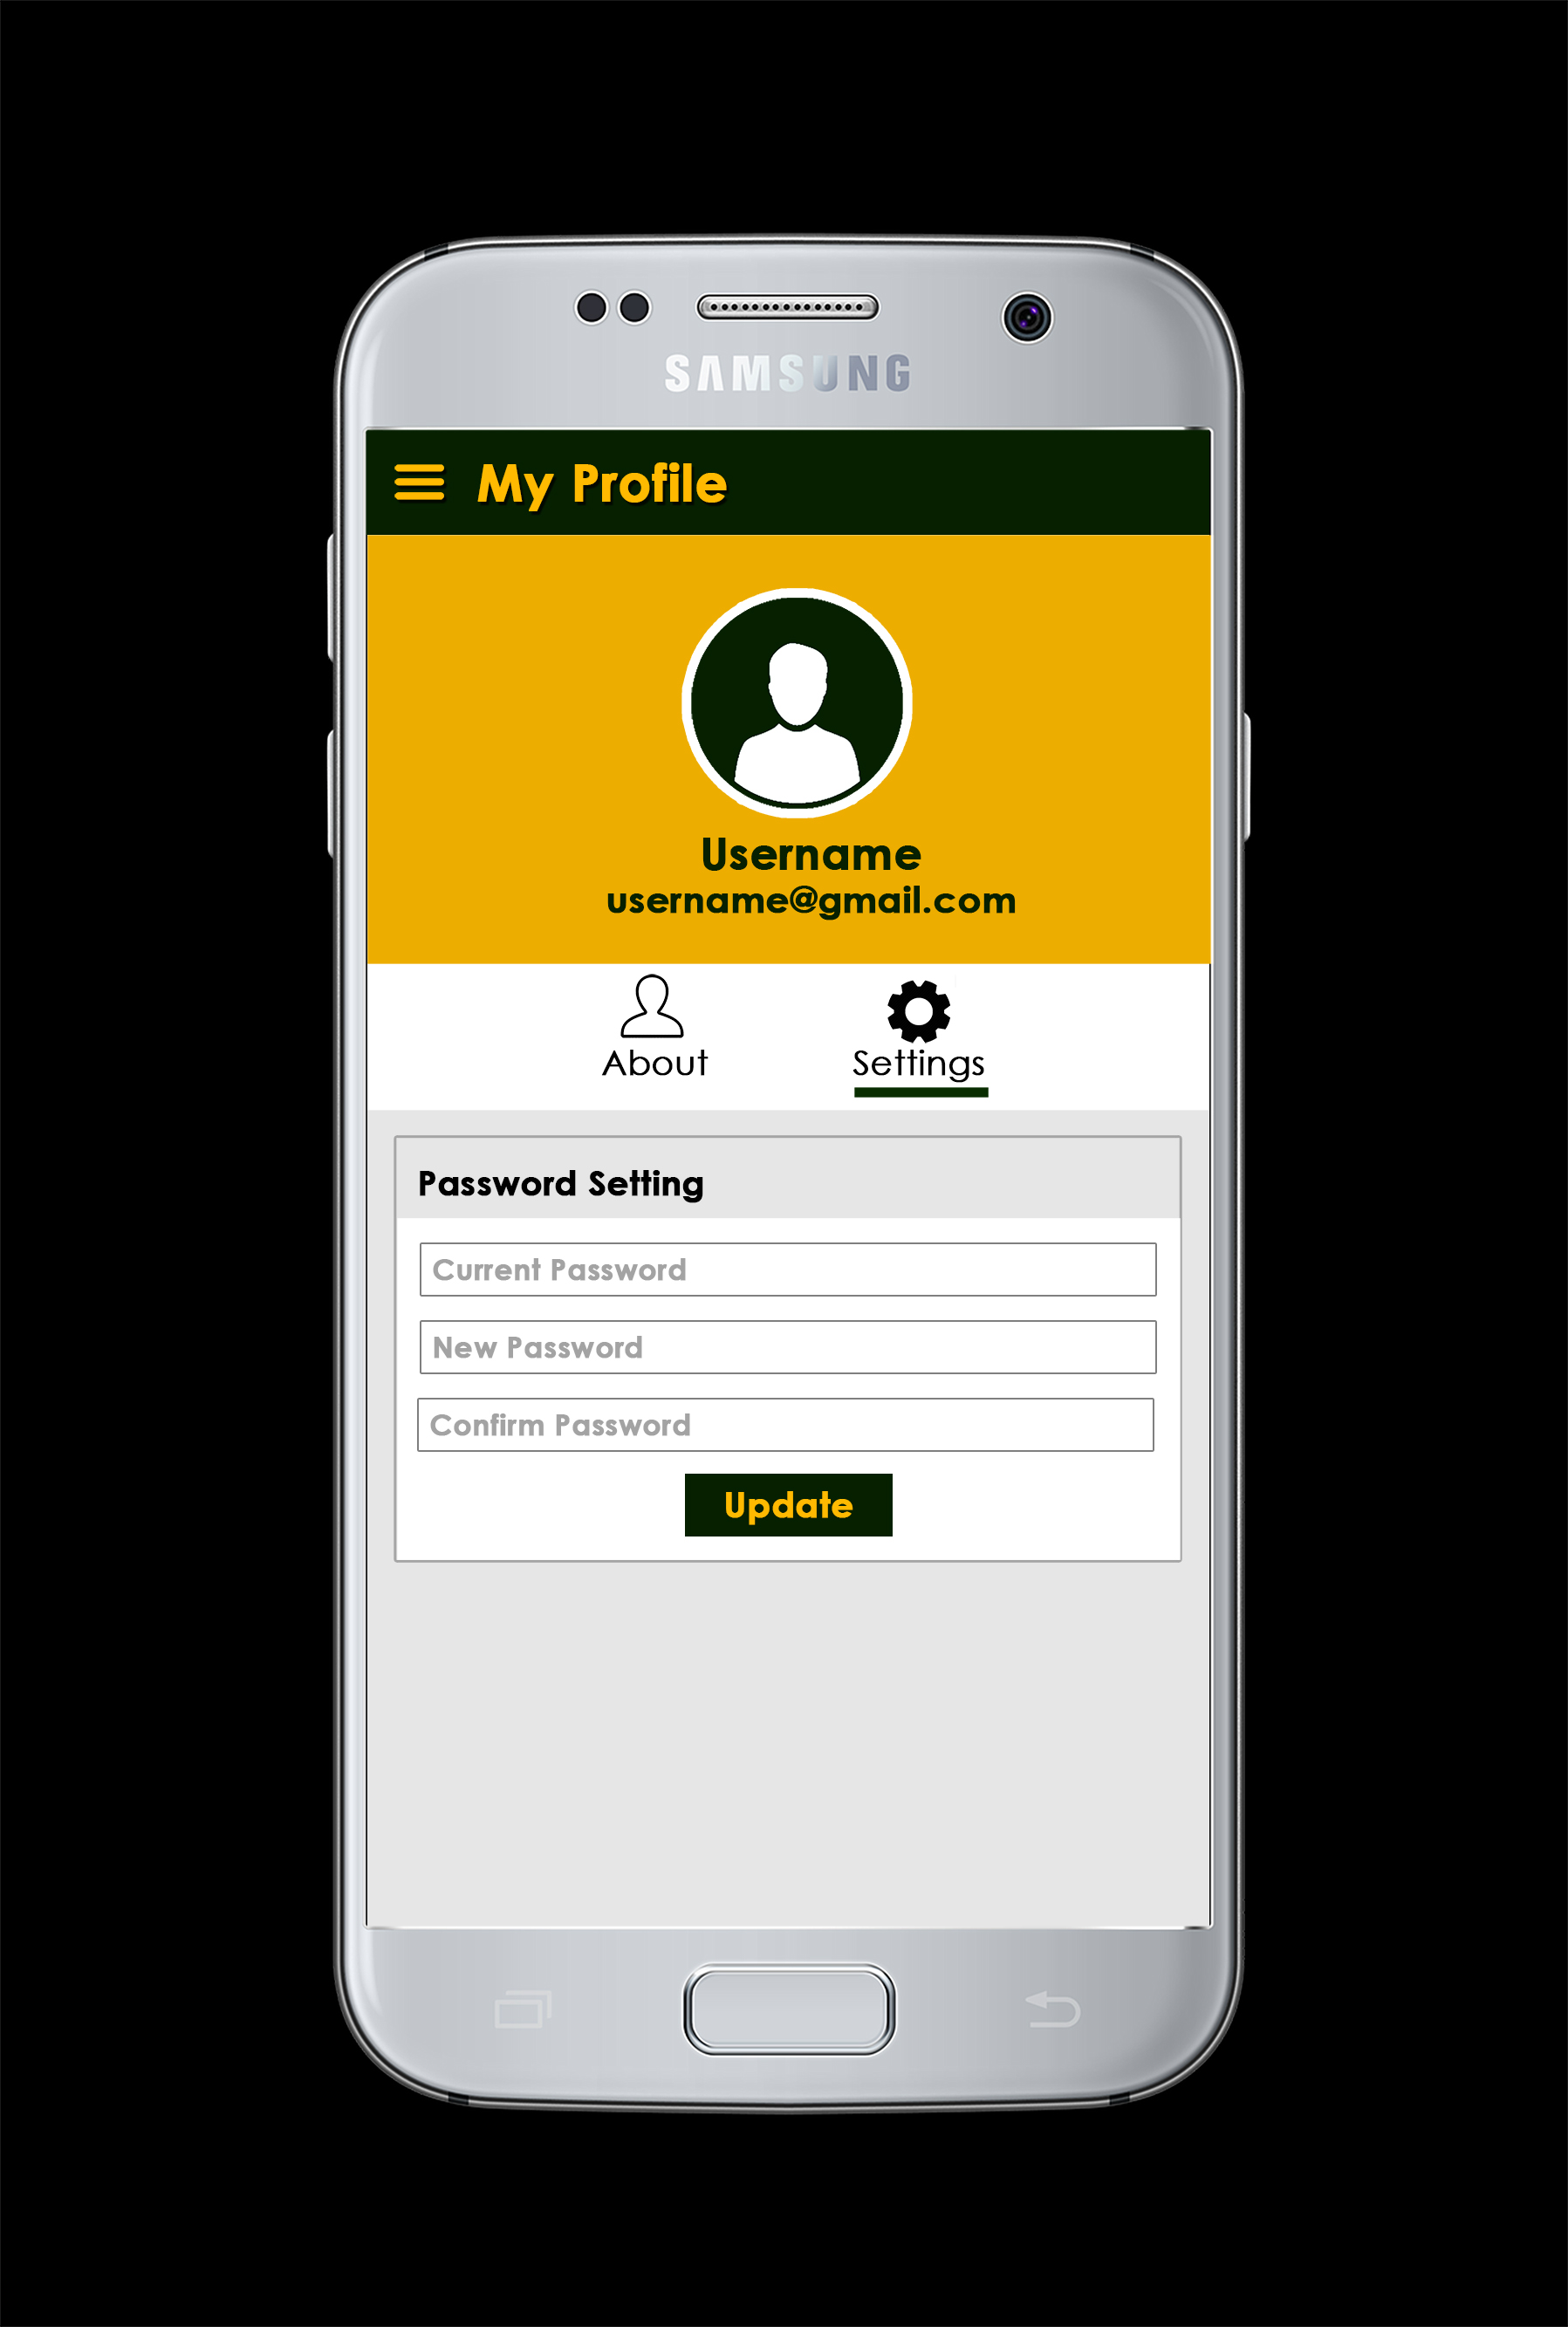 SAMSUNG
My Profile
Username
username@gmail.com
About
Settings
Password Setting
Current Password
New Password
Confirm Password
Update